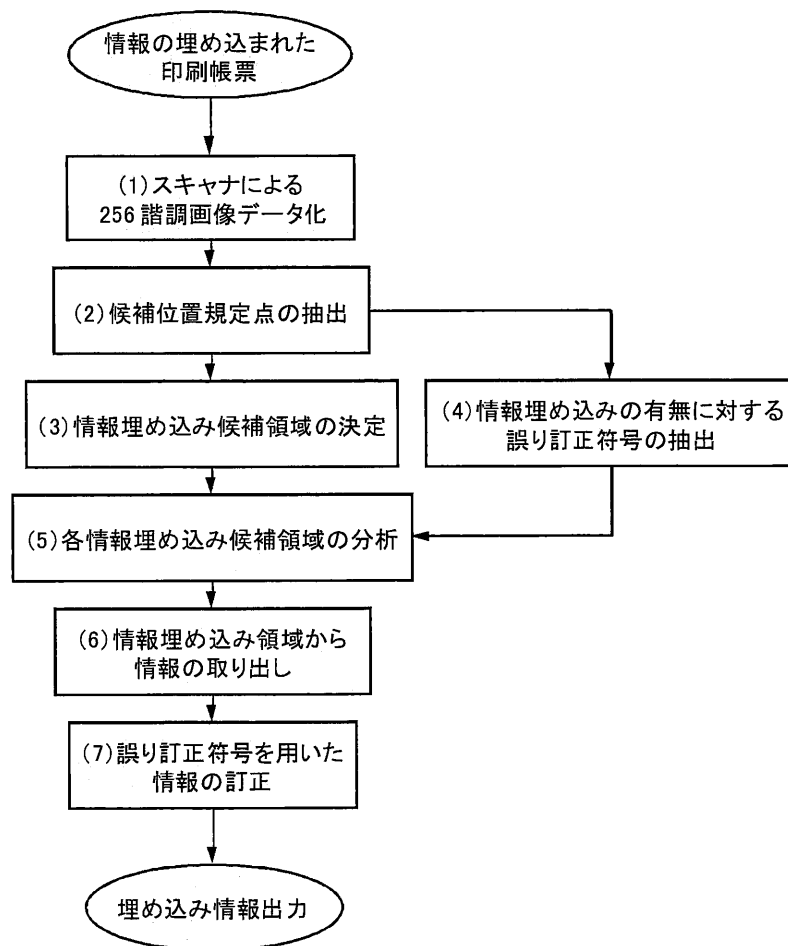 情報の埋め込まれた
印刷帳票
(1)スキャナによる
256諧調画像データ化
(2)候補位置規定点の抽出
(3)情報埋め込み候補領域の決定
(4)情報埋め込みの有無に対する
誤り訂正符号の抽出
(5)各情報埋め込み候補領域の分析
(6)情報埋め込み領域から
情報の取り出し
(7)誤り訂正符号を用いた
情報の訂正
埋め込み情報出力